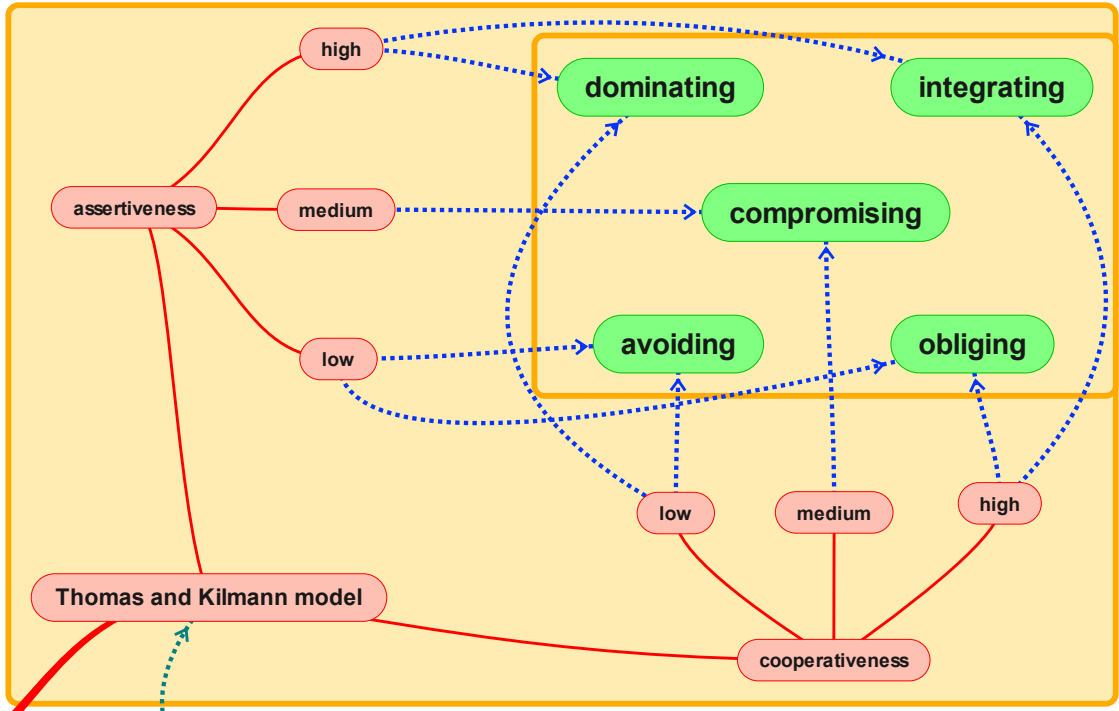 high
dominating
integrating
assertiveness
medium
compromising
low
avoiding
obliging
low
medium
high
Thomas and Kilmann model
cooperativeness